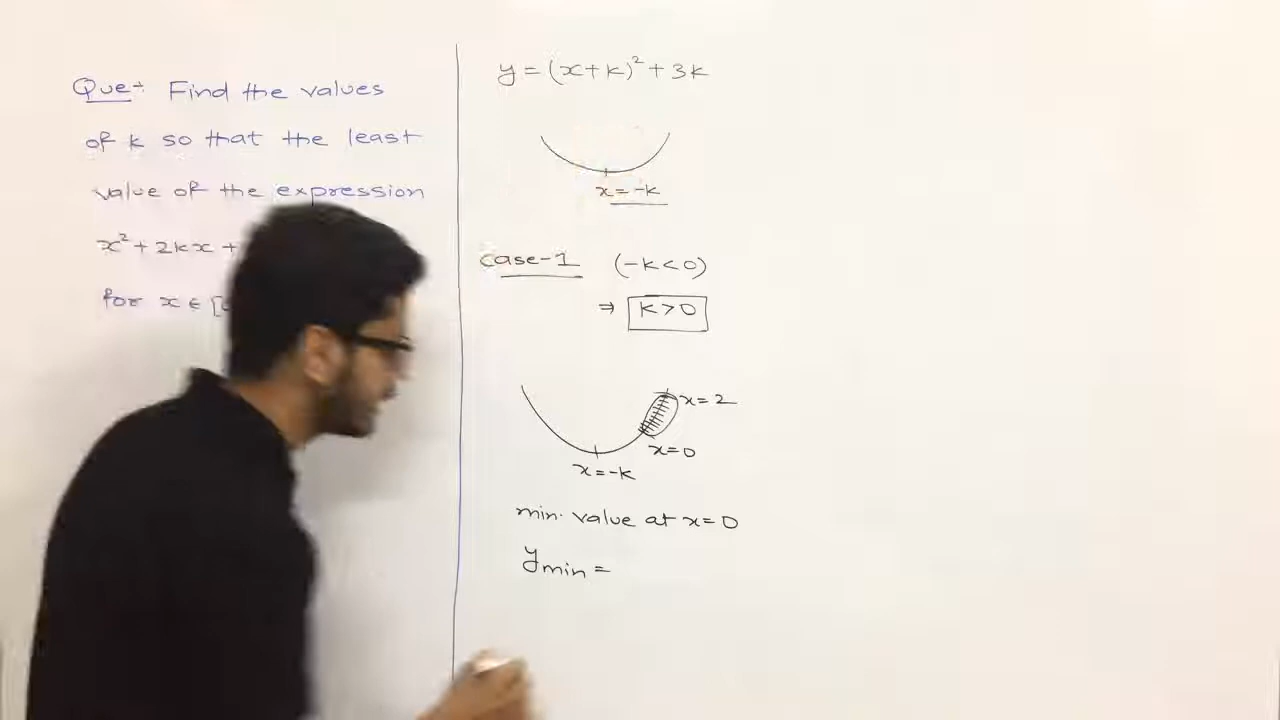 Que:- Find the values
of k so that the least
value of the expression
x² + 2kx +
for x ∈ [
y = (x+k)² + 3k
x = -k
case-1 (-k<0)
⇒ k>0
x=2
x=0
x=-k
min. value at x=0
y min =